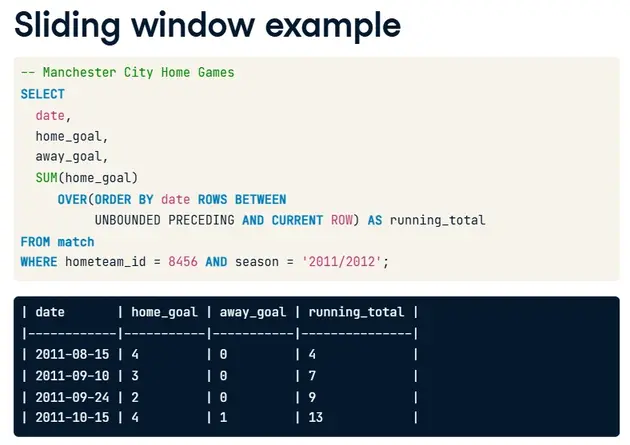 Sliding window example
-- Manchester City Home Games
SELECT
  date,
  home_goal,
  away_goal,
  SUM(home_goal)
     OVER(ORDER BY date ROWS BETWEEN
          UNBOUNDED PRECEDING AND CURRENT ROW) AS running_total
FROM match
WHERE hometeam_id = 8456 AND season = '2011/2012';
| date       | home_goal | away_goal | running_total |
|------------|-----------|-----------|---------------|
| 2011-08-15 | 4         | 0         | 4             |
| 2011-09-10 | 3         | 0         | 7             |
| 2011-09-24 | 2         | 0         | 9             |
| 2011-10-15 | 4         | 1         | 13            |